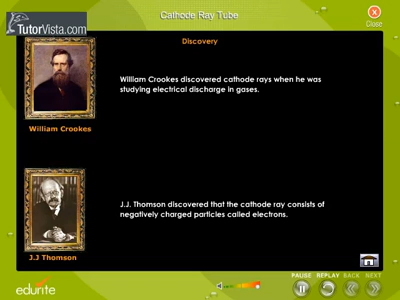 Cathode Ray Tube
Close
TutorVista.com
Discovery
William Crookes discovered cathode rays when he was
studying electrical discharge in gases.
William Crookes
J.J. Thomson discovered that the cathode ray consists of
negatively charged particles called electrons.
J.J Thomson
edurite
PAUSE REPLAY BACK NEXT